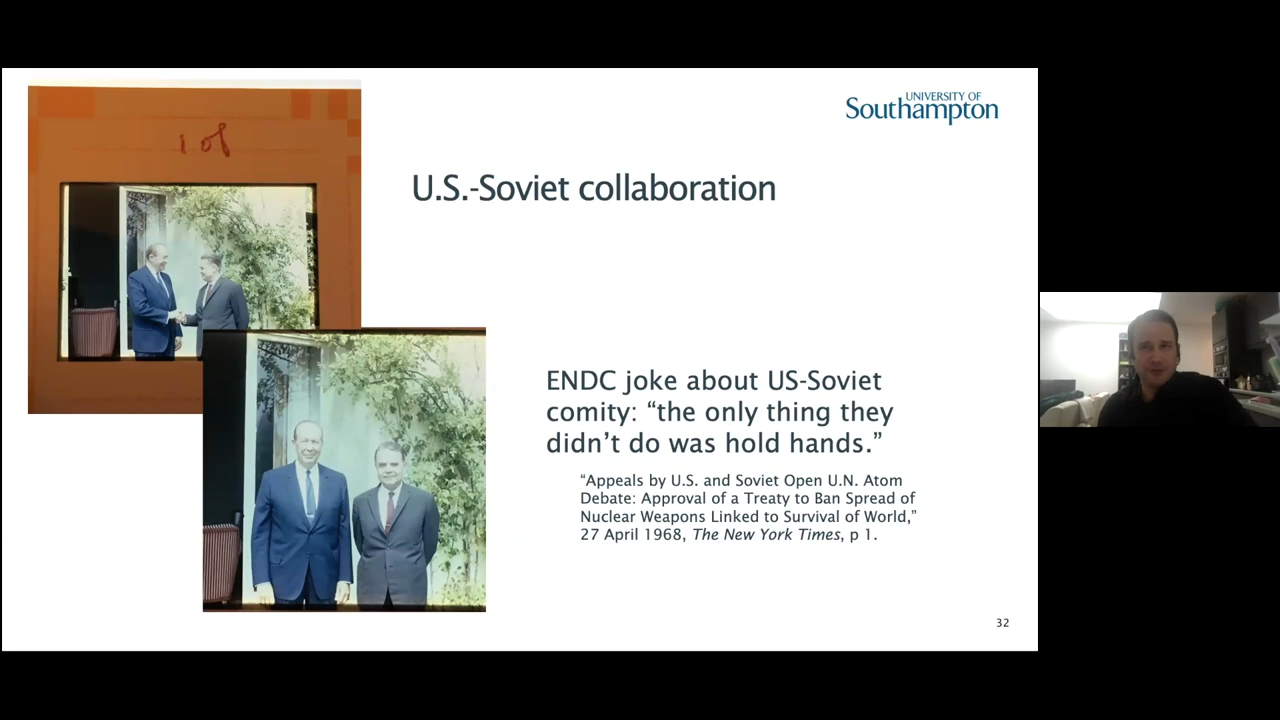 UNIVERSITY OF
Southampton
U.S.-Soviet collaboration
ENDC joke about US-Soviet
comity: “the only thing they
didn’t do was hold hands.”
“Appeals by U.S. and Soviet Open U.N. Atom
Debate: Approval of a Treaty to Ban Spread of
Nuclear Weapons Linked to Survival of World,”
27 April 1968, The New York Times, p 1.
32